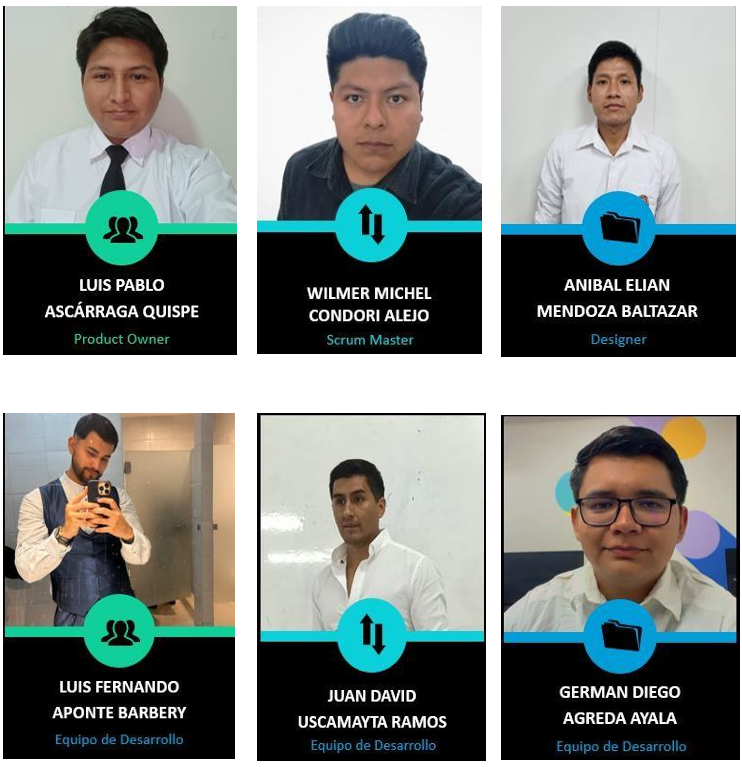 LUIS PABLO
ASCÁRRAGA QUISPE
Product Owner
WILMER MICHEL
CONDORI ALEJO
Scrum Master
ANIBAL ELIAN
MENDOZA BALTAZAR
Designer
LUIS FERNANDO
APONTE BARBERY
Equipo de Desarrollo
JUAN DAVID
USCAMAYTA RAMOS
Equipo de Desarrollo
GERMAN DIEGO
AGREDA AYALA
Equipo de Desarrollo